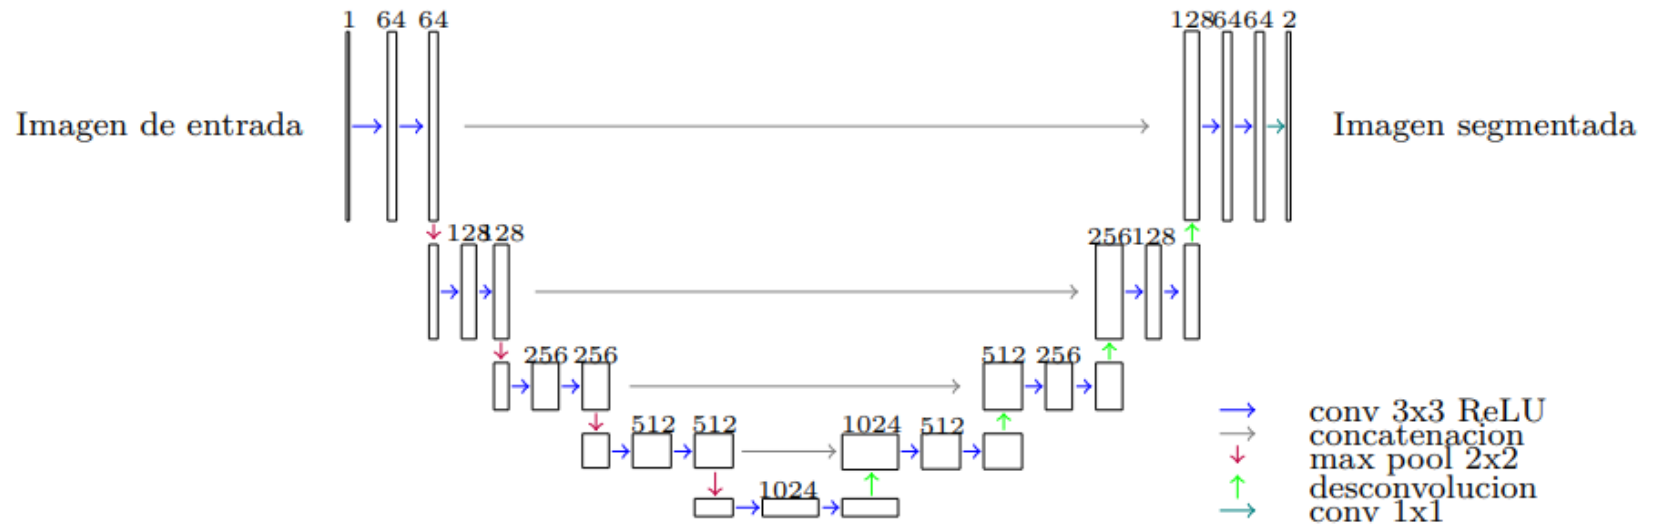 1 64 64 128 64 64 2
Imagen de entrada Imagen segmentada
128 128 256 128
256 256 512 256
512 512 1024 512
1024
conv 3x3 ReLU
concatenacion
max pool 2x2
desconvolucion
conv 1x1